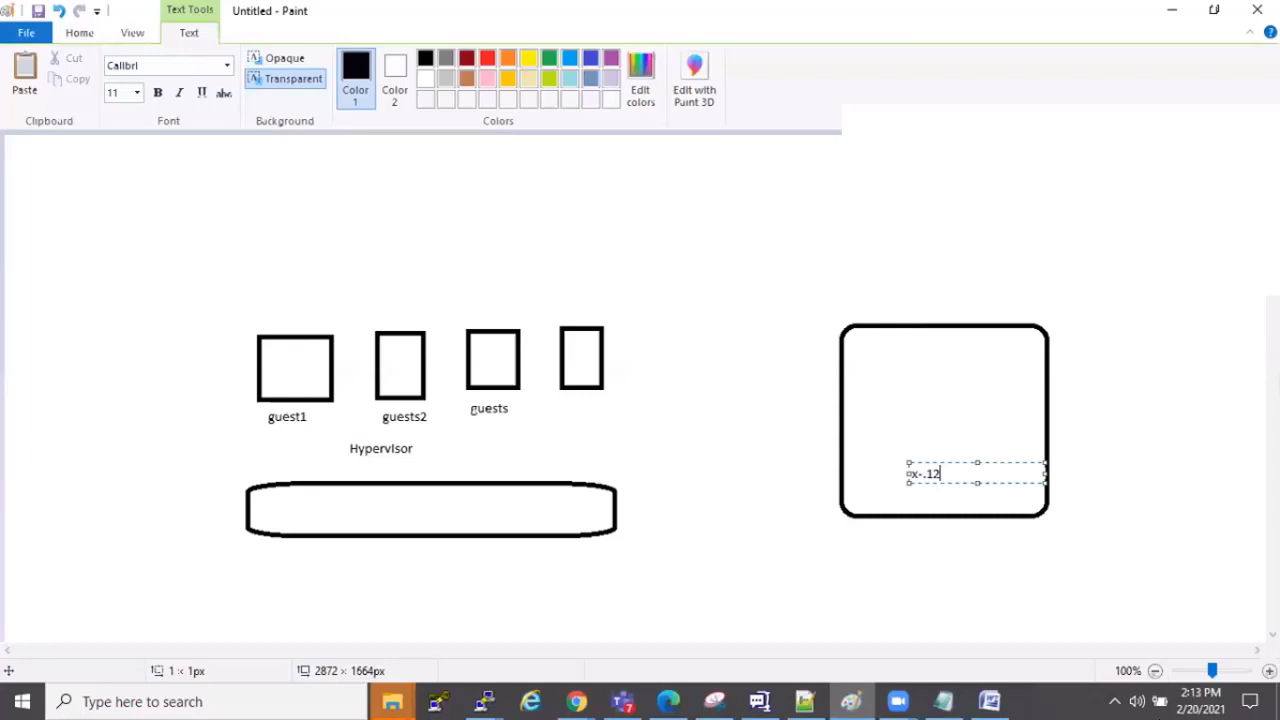 Text Tools
Untitled - Paint
File
Home
View
Text
Paste
Cut
Copy
Clipboard
Calibri
11
B
I
U
abc
Font
Opaque
Transparent
Background
Color 1
Color 2
Edit colors
Colors
Edit with Paint 3D
guest1
guests2
guests
Hypervisor
x-.12
1 × 1px
2872 × 1664px
100%
Type here to search
2:13 PM
2/20/2021